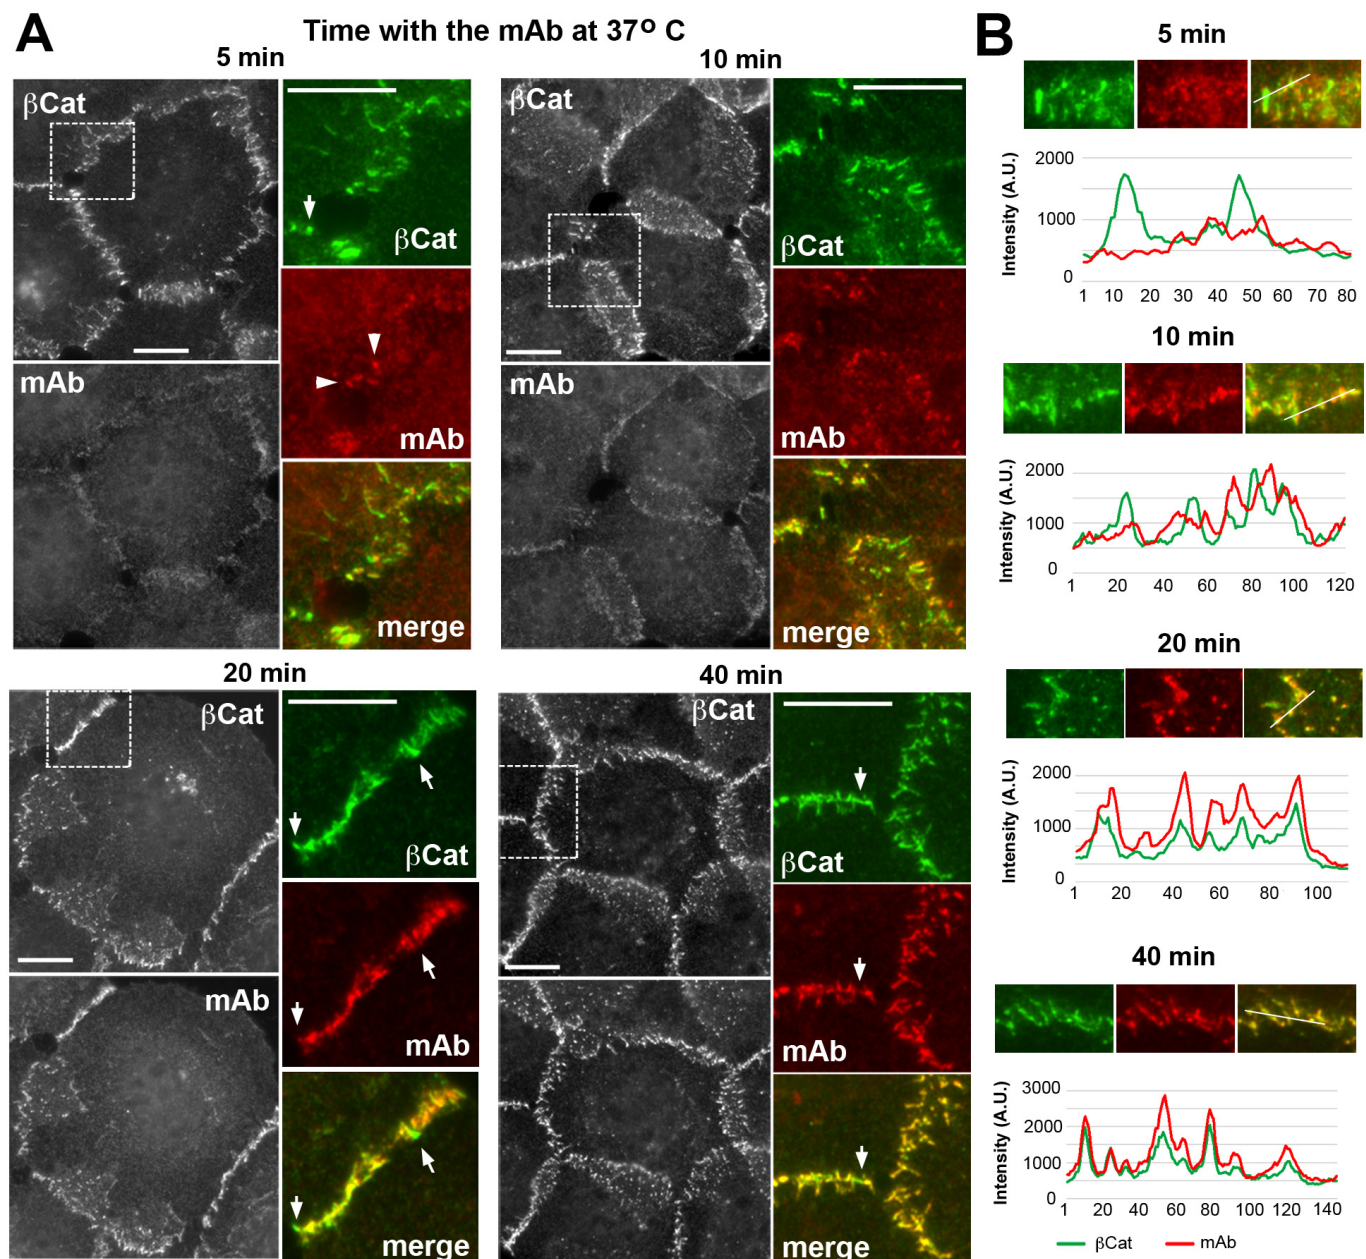 A
Time with the mAb at 37º C
B
5 min
10 min
βCat
βCat
mAb
merge
mAb
βCat
βCat
mAb
merge
mAb
20 min
40 min
βCat
βCat
mAb
merge
mAb
βCat
βCat
mAb
merge
5 min
Intensity (A.U.)
2000
1000
0
1 10 20 30 40 50 60 70 80
10 min
Intensity (A.U.)
2000
1000
0
1 20 40 60 80 100 120
20 min
Intensity (A.U.)
2000
1000
0
1 20 40 60 80 100
40 min
Intensity (A.U.)
3000
2000
1000
0
1 20 40 60 80 100 120 140
βCat mAb